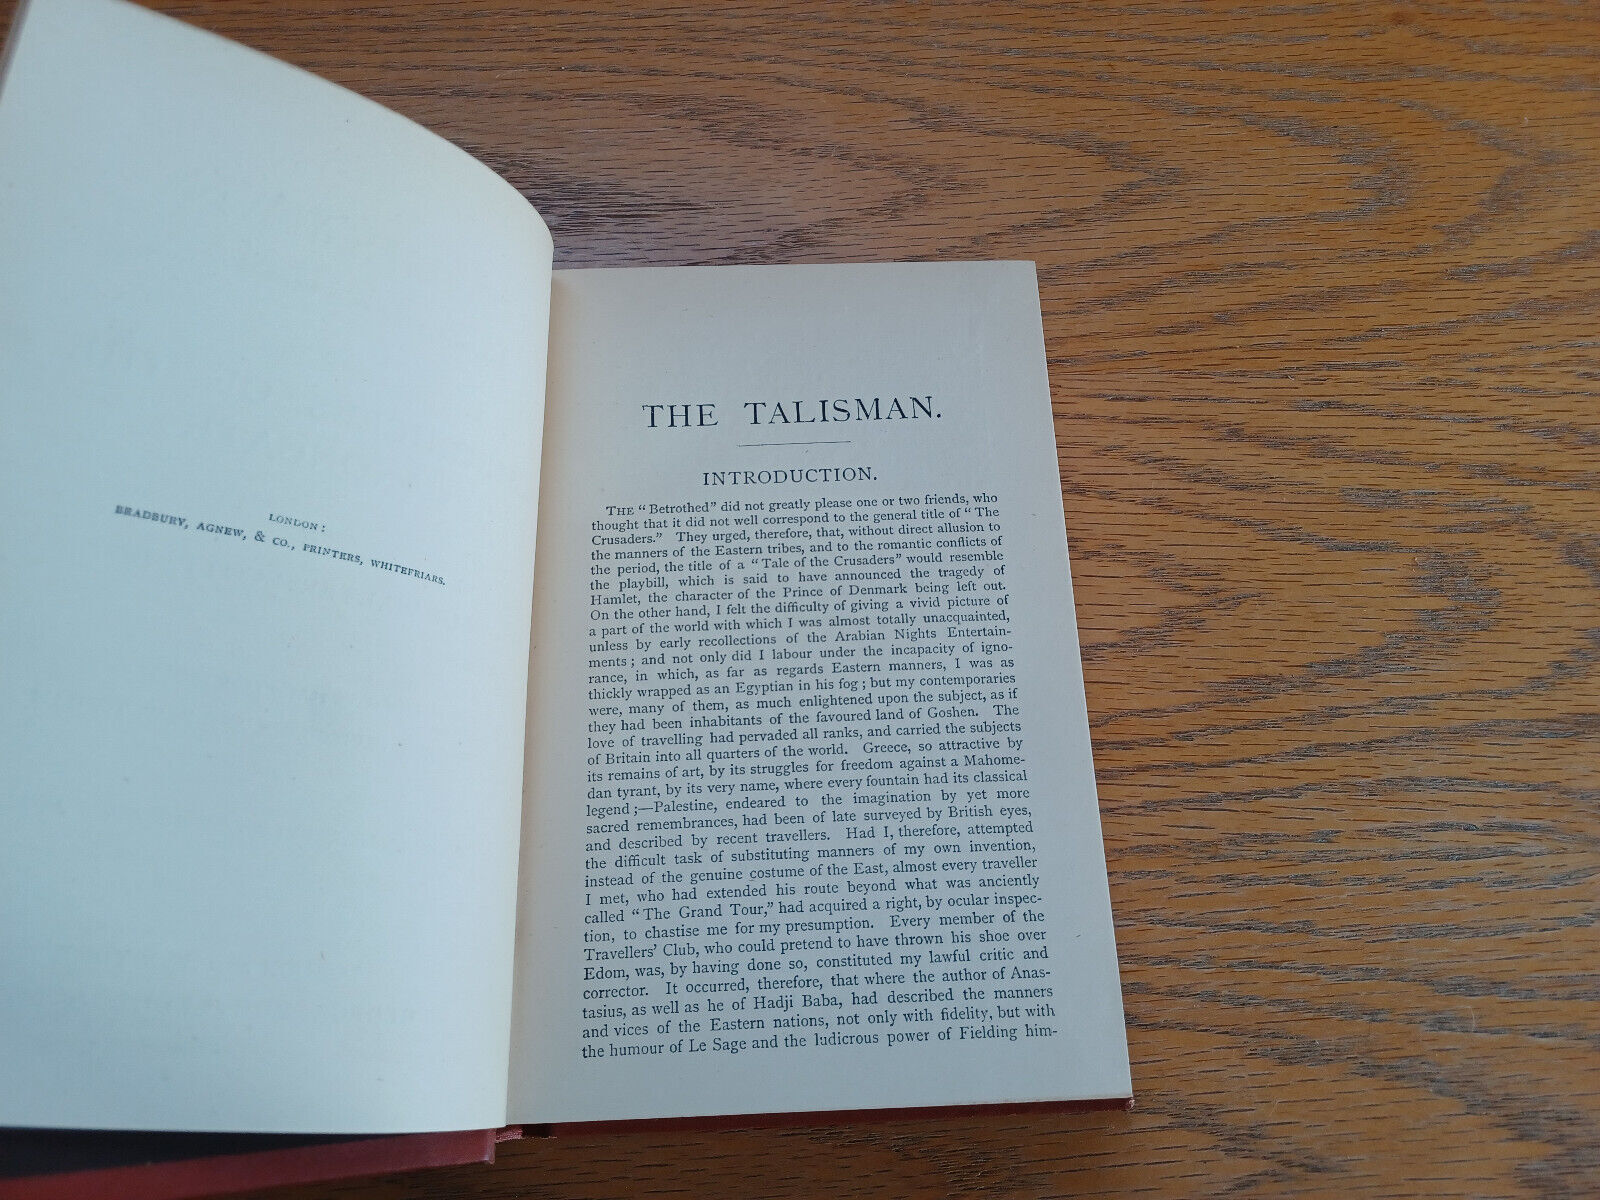 LONDON:
BRADBURY, AGNEW, & CO., PRINTERS, WHITEFRIARS.
THE TALISMAN.
INTRODUCTION.
THE "Betrothed" did not greatly please one or two friends, who
thought that it did not well correspond to the general title of "The
Crusaders." They urged, therefore, that, without direct allusion to
the manners of the Eastern tribes, and to the romantic conflicts of
the period, the title of a "Tale of the Crusaders" would resemble
the playbill, which is said to have announced the tragedy of
Hamlet, the character of the Prince of Denmark being left out.
On the other hand, I felt the difficulty of giving a vivid picture of
a part of the world with which I was almost totally unacquainted,
unless by early recollections of the Arabian Nights Entertain-
ments; and not only did I labour under the incapacity of igno-
rance, in which, as far as regards Eastern manners, I was as
thickly wrapped as an Egyptian in his fog; but my contemporaries
were, many of them, as much enlightened upon the subject, as if
they had been inhabitants of the favoured land of Goshen. The
love of travelling had pervaded all ranks, and carried the subjects
of Britain into all quarters of the world. Greece, so attractive by
its remains of art, by its struggles for freedom against a Mahome-
dan tyrant, by its very name, where every fountain had its classical
legend;—Palestine, endeared to the imagination by yet more
sacred remembrances, had been of late surveyed by British eyes,
and described by recent travellers. Had I, therefore, attempted
the difficult task of substituting manners of my own invention,
instead of the genuine costume of the East, almost every traveller
I met, who had extended his route beyond what was anciently
called "The Grand Tour," had acquired a right, by ocular inspec-
tion, to chastise me for my presumption. Every member of the
Travellers' Club, who could pretend to have thrown his shoe over
Edom, was, by having done so, constituted my lawful critic and
corrector. It occurred, therefore, that where the author of Anas-
tasius, as well as he of Hadji Baba, had described the manners
and vices of the Eastern nations, not only with fidelity, but with
the humour of Le Sage and the ludicrous power of Fielding him-